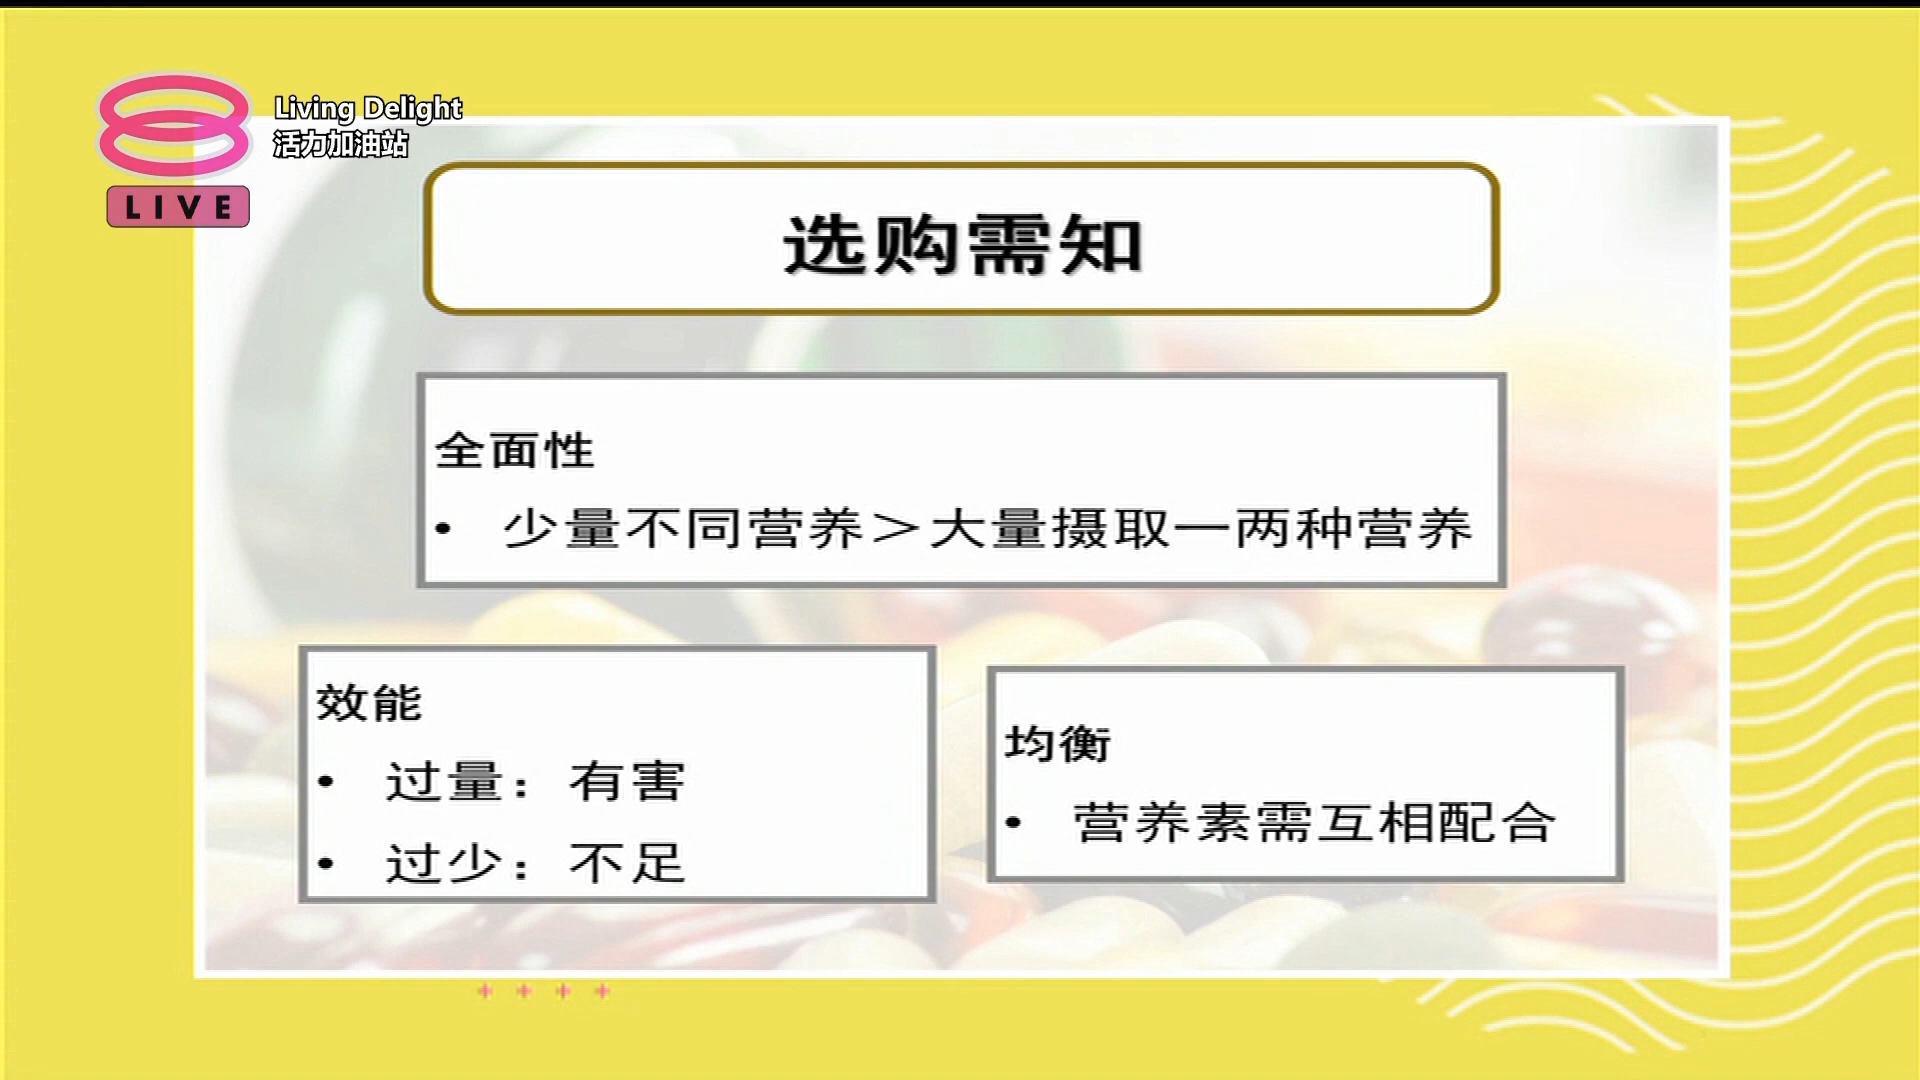 Living Delight
活力加油站
LIVE
选购需知
全面性
• 少量不同营养＞大量摄取一两种营养
效能
• 过量：有害
• 过少：不足
均衡
• 营养素需互相配合